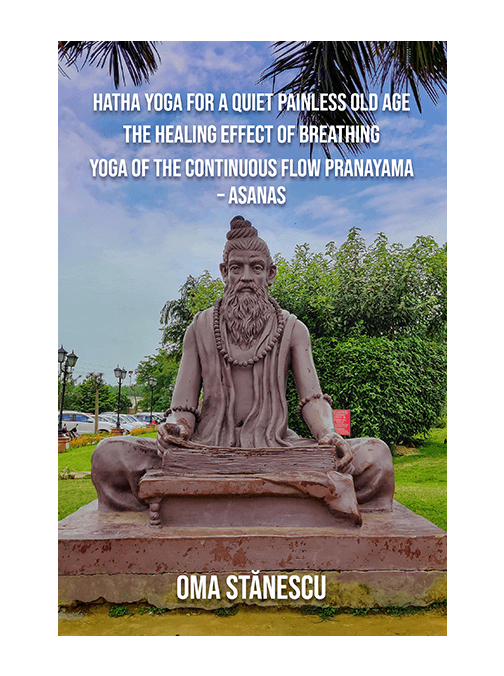 HATHA YOGA FOR A QUIET PAINLESS OLD AGE
THE HEALING EFFECT OF BREATHING
YOGA OF THE CONTINUOUS FLOW PRANAYAMA
– ASANAS
OMA STĂNESCU